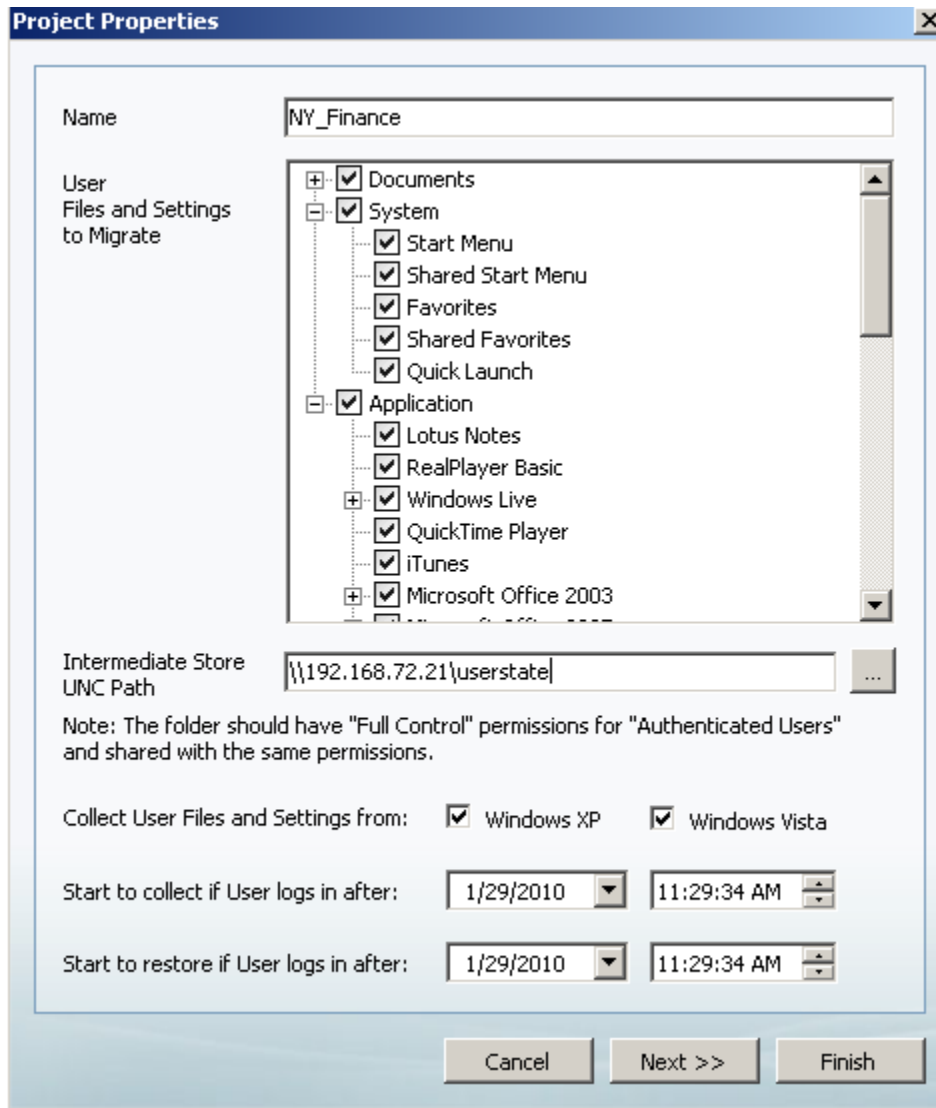 Project Properties
Name
NY_Finance
User
Files and Settings
to Migrate
Documents
System
Start Menu
Shared Start Menu
Favorites
Shared Favorites
Quick Launch
Application
Lotus Notes
RealPlayer Basic
Windows Live
QuickTime Player
iTunes
Microsoft Office 2003
Intermediate Store
UNC Path
\\192.168.72.21\userstate
...
Note: The folder should have "Full Control" permissions for "Authenticated Users"
and shared with the same permissions.
Collect User Files and Settings from: Windows XP Windows Vista
Start to collect if User logs in after: 1/29/2010 11:29:34 AM
Start to restore if User logs in after: 1/29/2010 11:29:34 AM
Cancel Next >> Finish